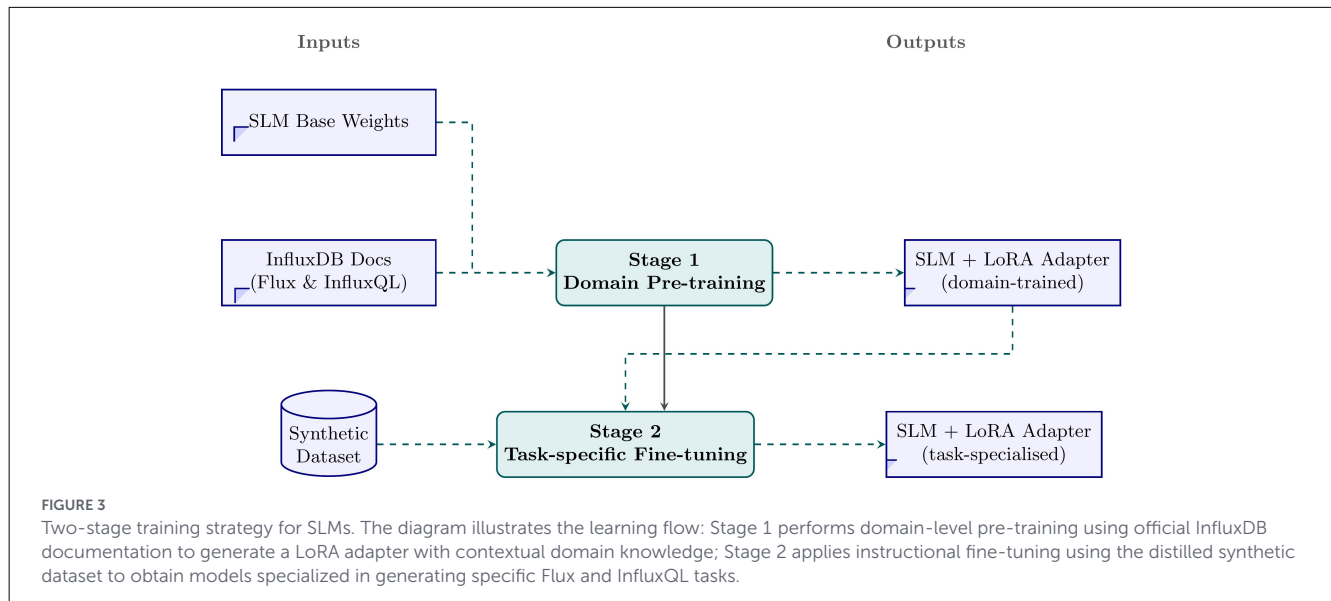 Inputs
Outputs
SLM Base Weights
InfluxDB Docs
(Flux & InfluxQL)
Stage 1
Domain Pre-training
SLM + LoRA Adapter
(domain-trained)
Synthetic
Dataset
Stage 2
Task-specific Fine-tuning
SLM + LoRA Adapter
(task-specialised)
FIGURE 3
Two-stage training strategy for SLMs. The diagram illustrates the learning flow: Stage 1 performs domain-level pre-training using official InfluxDB
documentation to generate a LoRA adapter with contextual domain knowledge; Stage 2 applies instructional fine-tuning using the distilled synthetic
dataset to obtain models specialized in generating specific Flux and InfluxQL tasks.